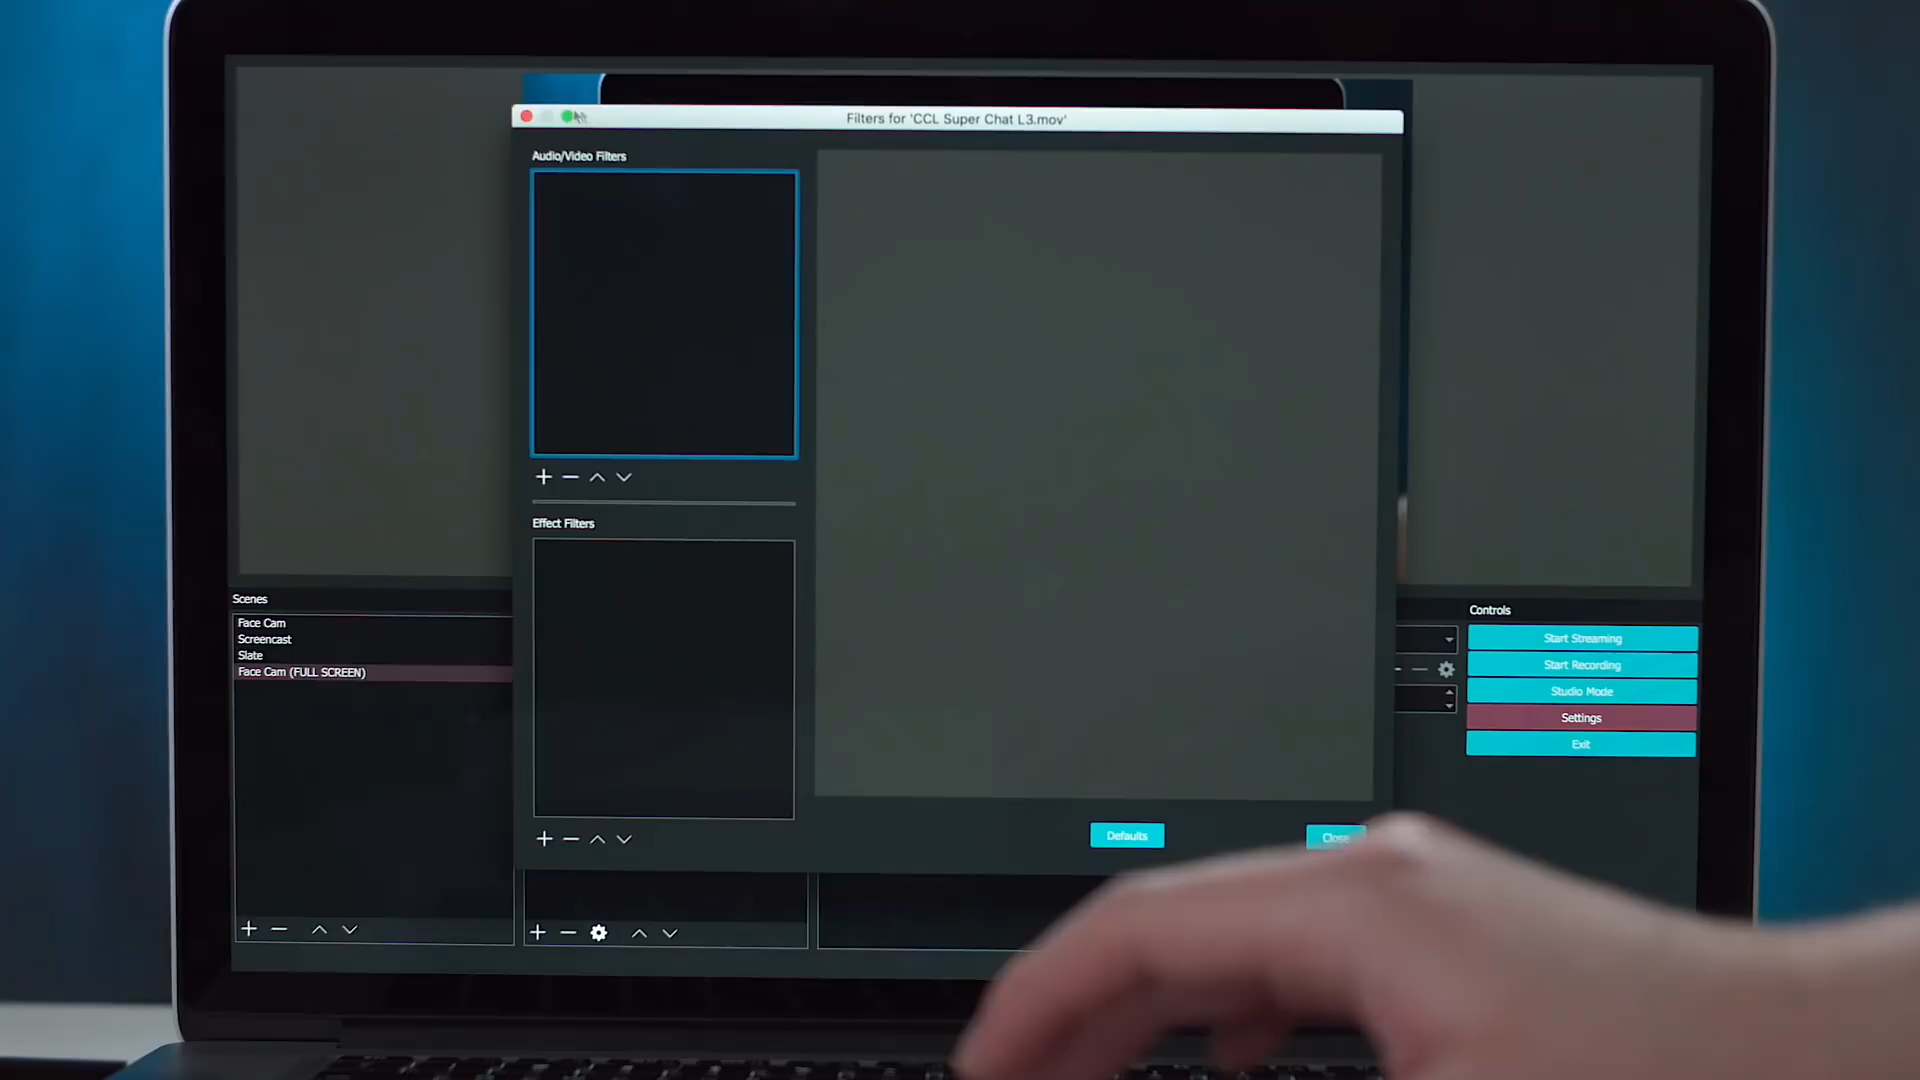 Filters for 'CCL Super Chat L3.mov'
Audio/Video Filters
Effect Filters
Defaults
Close
Scenes
Face Cam
Screencast
Slate
Face Cam (FULL SCREEN)
Controls
Start Streaming
Start Recording
Studio Mode
Settings
Exit